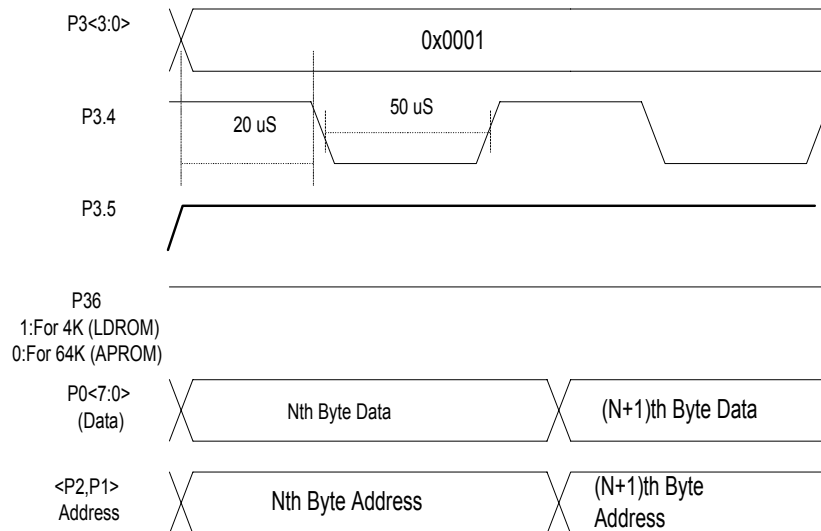 P3<3:0>
0x0001
P3.4
20 uS
50 uS
P3.5
P36
1:For 4K (LDROM)
0:For 64K (APROM)
P0<7:0>
(Data)
Nth Byte Data
(N+1)th Byte Data
<P2,P1>
Address
Nth Byte Address
(N+1)th Byte
Address